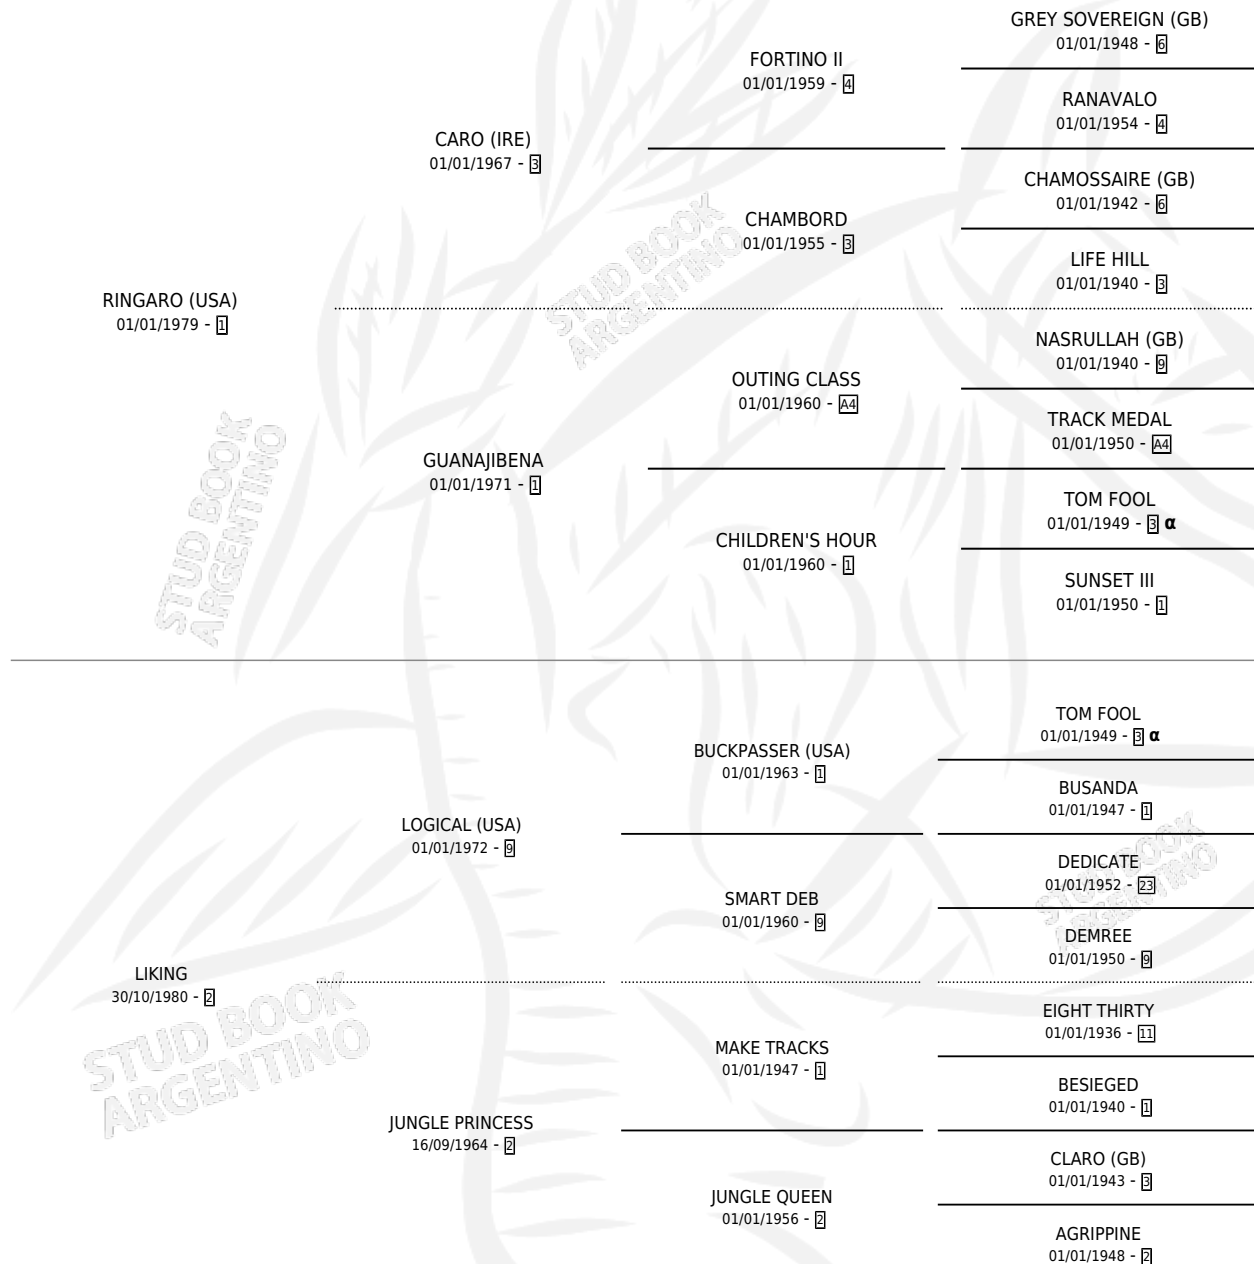 GREY SOVEREIGN (GB)
01/01/1948 - 6
FORTINO II
01/01/1959 - 4
RANAVALO
01/01/1954 - 4
CARO (IRE)
01/01/1967 - 3
CHAMOSSAIRE (GB)
01/01/1942 - 6
CHAMBORD
01/01/1955 - 3
LIFE HILL
01/01/1940 - 3
RINGARO (USA)
01/01/1979 - 1
NASRULLAH (GB)
01/01/1940 - 9
OUTING CLASS
01/01/1960 - A4
TRACK MEDAL
01/01/1950 - A4
GUANAJIBENA
01/01/1971 - 1
TOM FOOL
01/01/1949 - 3 α
CHILDREN'S HOUR
01/01/1960 - 1
SUNSET III
01/01/1950 - 1
TOM FOOL
01/01/1949 - 3 α
BUCKPASSER (USA)
01/01/1963 - 1
BUSANDA
01/01/1947 - 1
LOGICAL (USA)
01/01/1972 - 9
DEDICATE
01/01/1952 - 23
SMART DEB
01/01/1960 - 9
DEMREE
01/01/1950 - 9
LIKING
30/10/1980 - 2
EIGHT THIRTY
01/01/1936 - 11
MAKE TRACKS
01/01/1947 - 1
BESIEGED
01/01/1940 - 1
JUNGLE PRINCESS
16/09/1964 - 2
CLARO (GB)
01/01/1943 - 3
JUNGLE QUEEN
01/01/1956 - 2
AGRIPPINE
01/01/1948 - 2
STUD BOOK
ARGENTINO
STUD BOOK
ARGENTINO
STUD BOOK
ARGENTINO
STUD BOOK
ARGENTINO